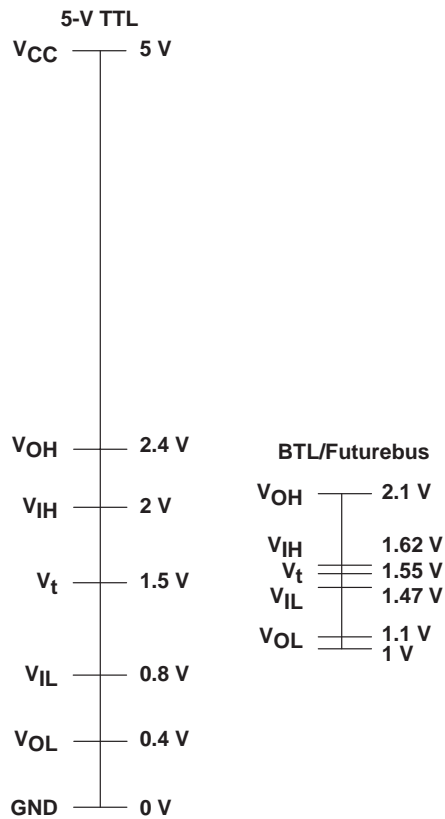 5-V TTL
VCC 5 V
VOH 2.4 V
VIH 2 V
Vt 1.5 V
VIL 0.8 V
VOL 0.4 V
GND 0 V
BTL/Futurebus
VOH 2.1 V
VIH 1.62 V
Vt 1.55 V
VIL 1.47 V
VOL 1.1 V
1 V